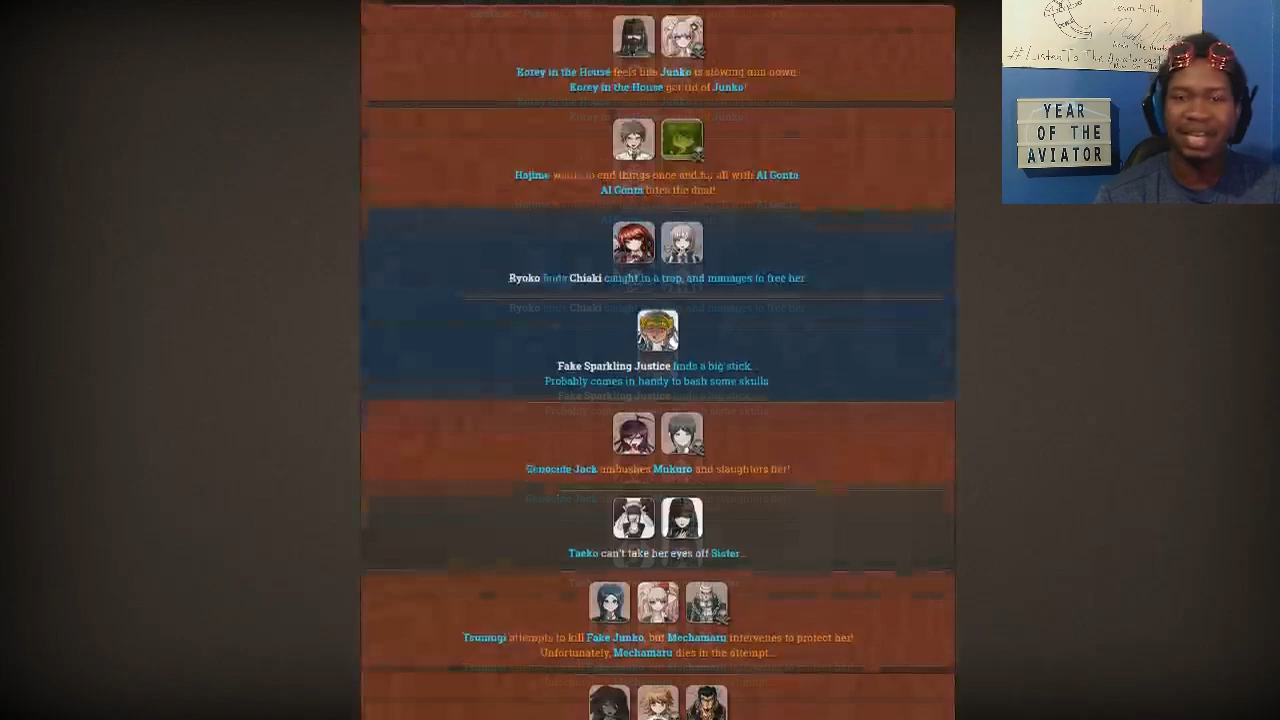 learn to fly.
#ListenToTheAviatorcast
YEAR
OF THE
AVIATOR
Korey in the House feels like Junko is slowing him down.
Korey in the House get rid of Junko!
Hajime wants to end things once and for all with AI Gonta
AI Gonta bites the dust!
Ryoko finds Chiaki caught in a trap, and manages to free her
Fake Sparkling Justice finds a big stick...
Probably comes in handy to bash some skulls
Genocide Jack ambushes Mukuro and slaughters her!
Taeko can't take her eyes off Sister...
Tsumugi attempts to kill Fake Junko, but Mechamaru intervenes to protect her!
Unfortunately, Mechamaru dies in the attempt...